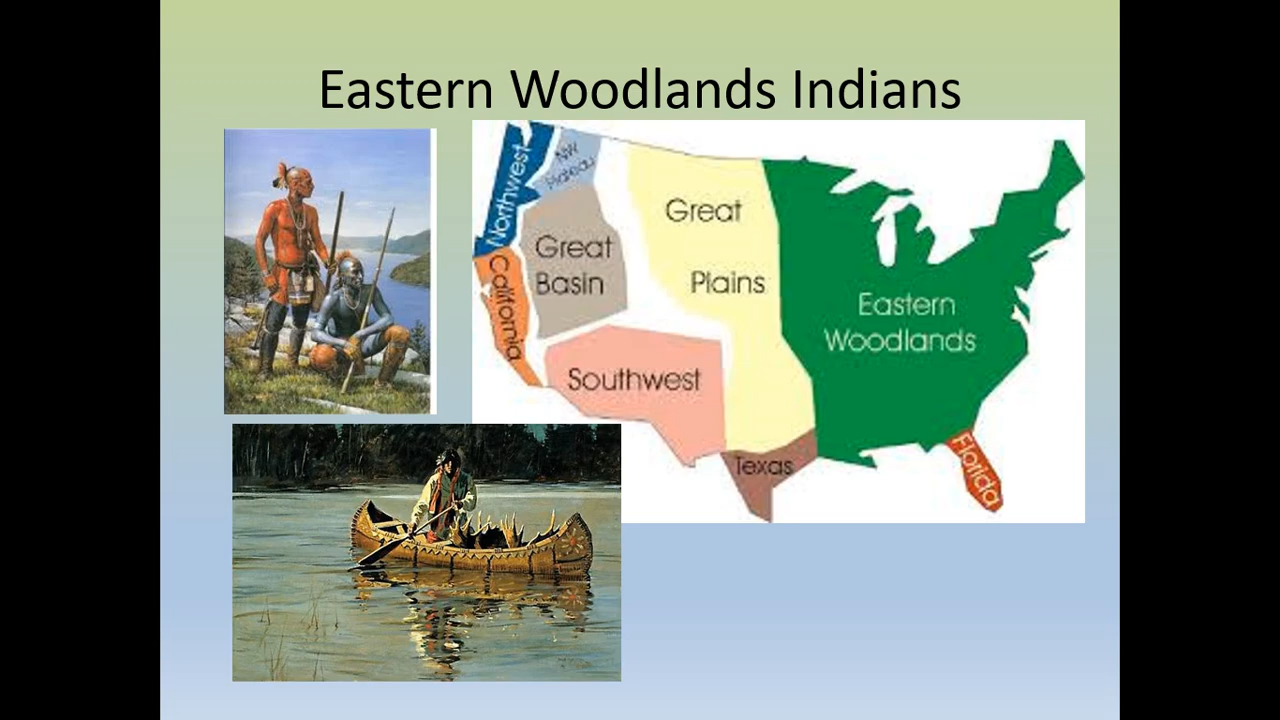 Eastern Woodlands Indians
Northwest
NW
Plateau
Great
Basin
California
Southwest
Great
Plains
Texas
Eastern
Woodlands
Florida